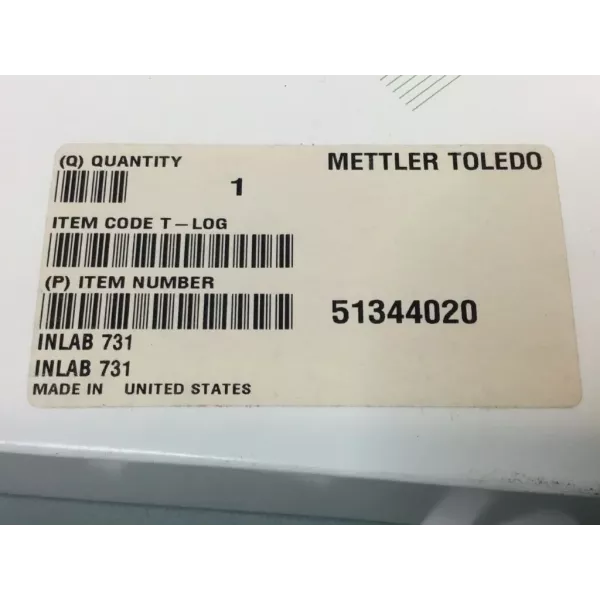 (Q) QUANTITY
METTLER TOLEDO
1
ITEM CODE T-LOG
(P) ITEM NUMBER
51344020
INLAB 731
INLAB 731
MADE IN UNITED STATES